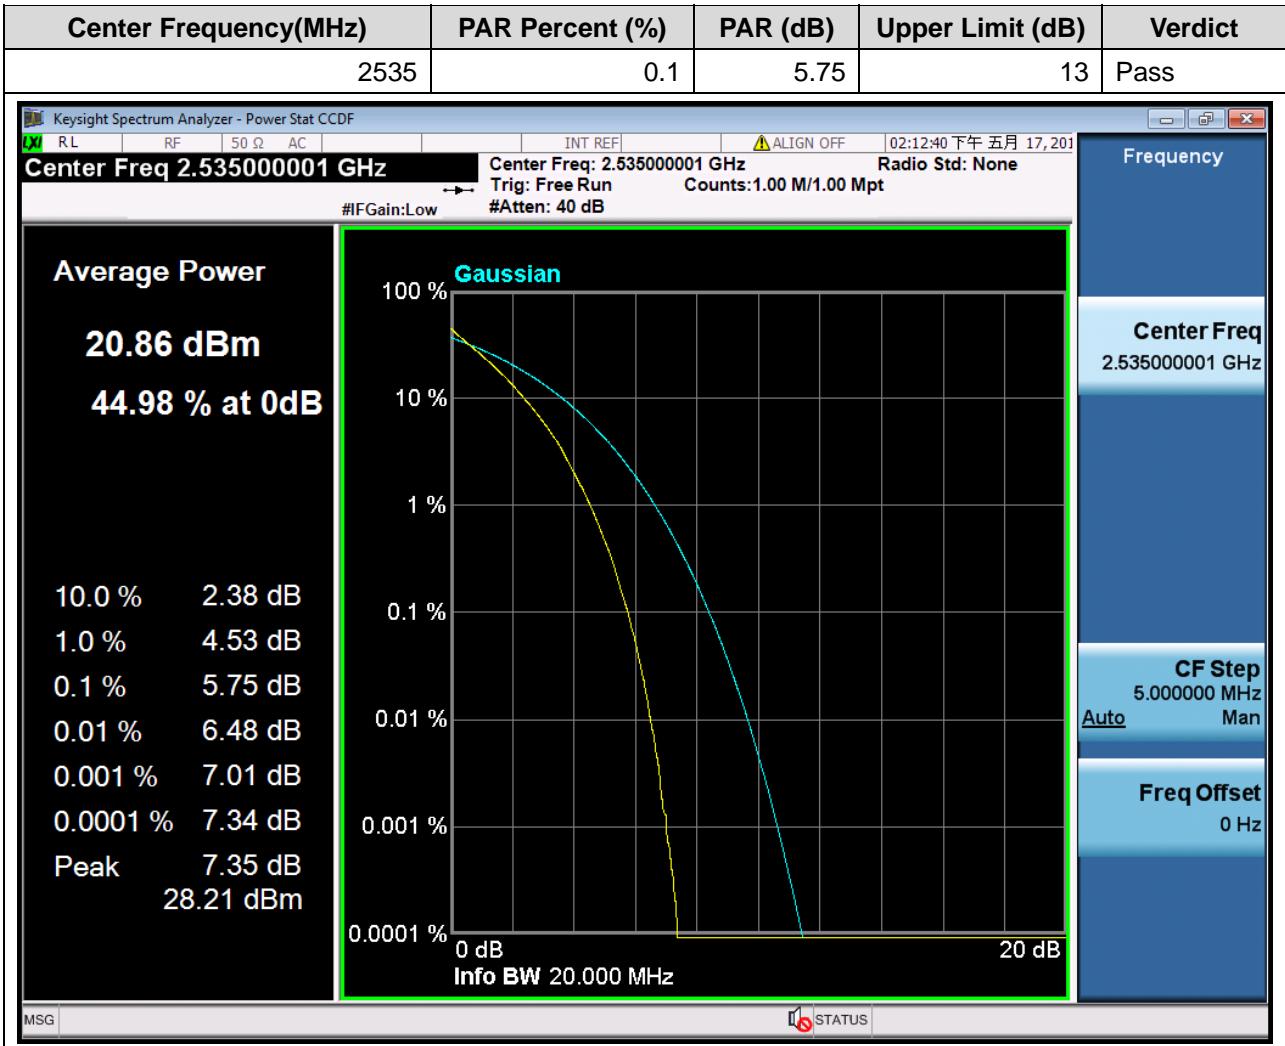 Center Frequency(MHz) PAR Percent (%) PAR (dB) Upper Limit (dB) Verdict
2535 0.1 5.75 13 Pass
Keysight Spectrum Analyzer - Power Stat CCDF
LXI RL RF 50 Ω AC INT REF ALIGN OFF 02:12:40 下午 五月 17, 201
Center Freq 2.535000001 GHz
Center Freq: 2.535000001 GHz Radio Std: None
Trig: Free Run Counts:1.00 M/1.00 Mpt
#IFGain:Low #Atten: 40 dB
Frequency
Average Power
20.86 dBm
44.98 % at 0dB
10.0 % 2.38 dB
1.0 % 4.53 dB
0.1 % 5.75 dB
0.01 % 6.48 dB
0.001 % 7.01 dB
0.0001 % 7.34 dB
Peak 7.35 dB
28.21 dBm
Gaussian
100 %
10 %
1 %
0.1 %
0.01 %
0.001 %
0.0001 %
0 dB 20 dB
Info BW 20.000 MHz
Center Freq
2.535000001 GHz
CF Step
5.000000 MHz
Auto Man
Freq Offset
0 Hz
MSG STATUS